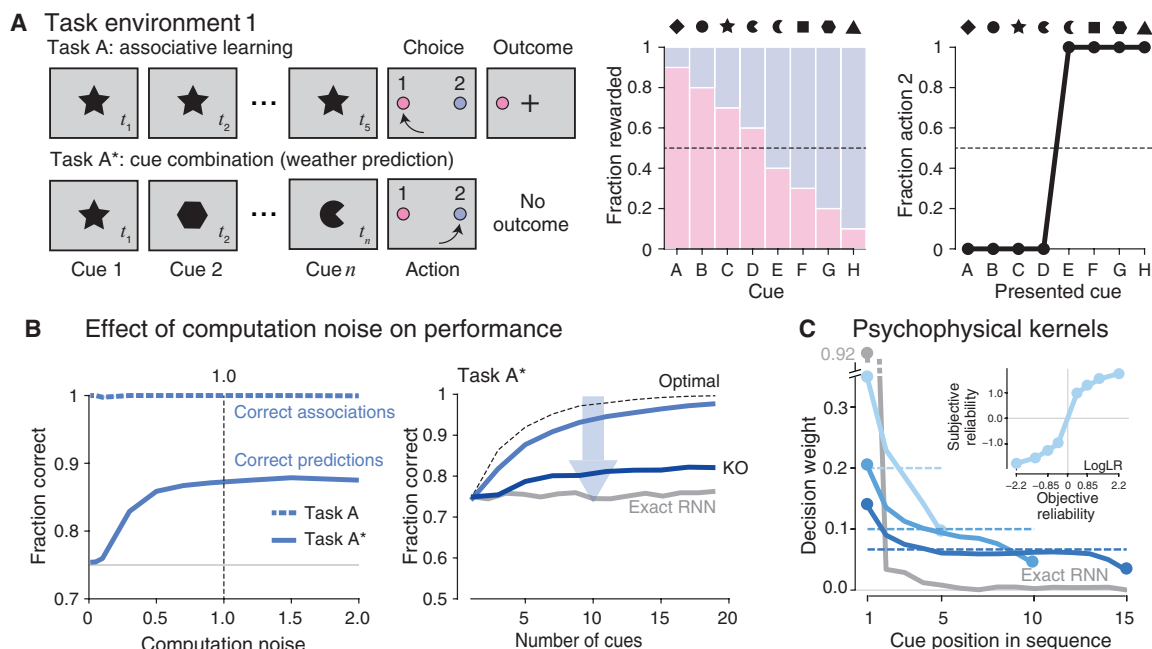 A Task environment 1
Task A: associative learning
Choice
Outcome
t1
t2
...
t5
1
2
+
Task A*: cue combination (weather prediction)
t1
t2
...
tn
1
2
No
outcome
Cue 1
Cue 2
Cue n
Action
Fraction rewarded
1
0.8
0.6
0.4
0.2
0
A B C D E F G H
Cue
Fraction action 2
1
0.8
0.6
0.4
0.2
0
A B C D E F G H
Presented cue
B Effect of computation noise on performance
1.0
Fraction correct
1
0.9
0.8
0.7
Correct associations
Correct predictions
Task A
Task A*
0 0.5 1.0 1.5 2.0
Computation noise
Task A*
Fraction correct
1
0.9
0.8
0.7
0.6
0.5
Optimal
KO
Exact RNN
5 10 15 20
Number of cues
C Psychophysical kernels
Decision weight
0.92
0.3
0.2
0.1
0.0
Exact RNN
1 5 10 15
Cue position in sequence
Subjective
reliability
1.0
0.0
−1.0
LogLR
−2.2 −0.85 0 0.85 2.2
Objective
reliability